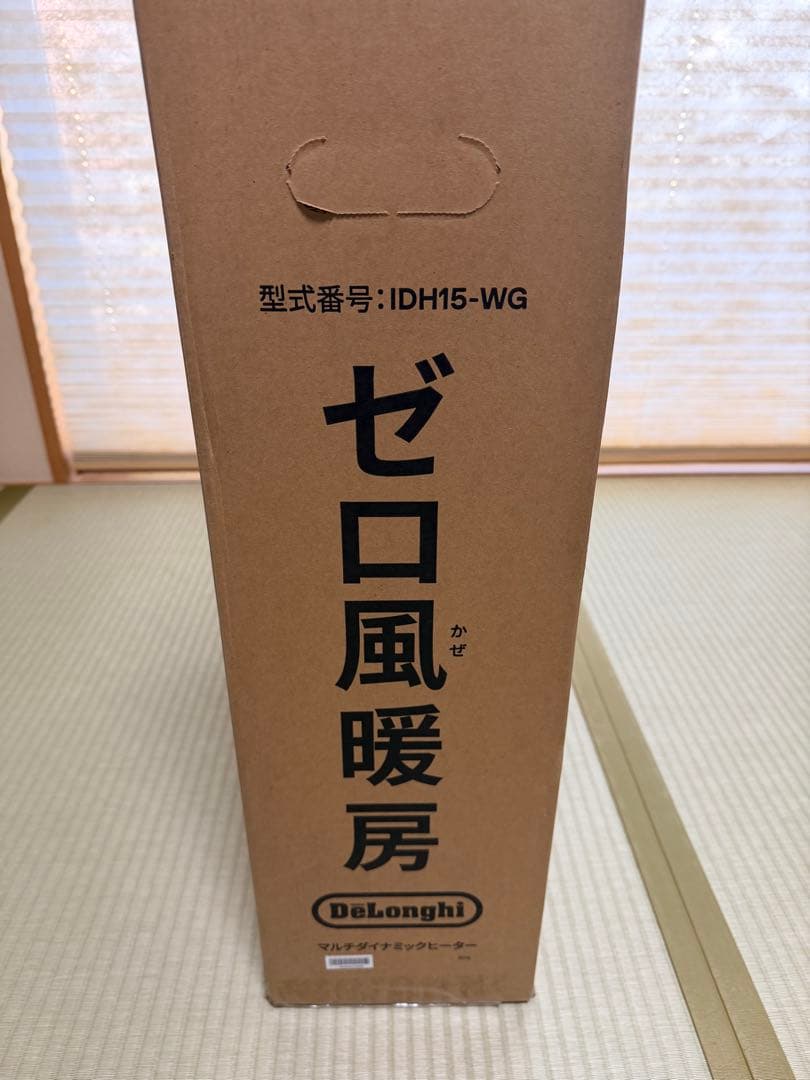 型式番号：IDH15-WG
ゼロ風暖房
かぜ
DēLonghi
マルチダイナミックヒーター